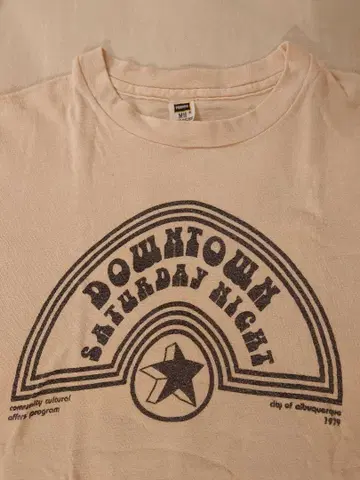 DOWNTOWN
SATURDAY NIGHT
community cultural
affairs program
city of albuquerque
1979